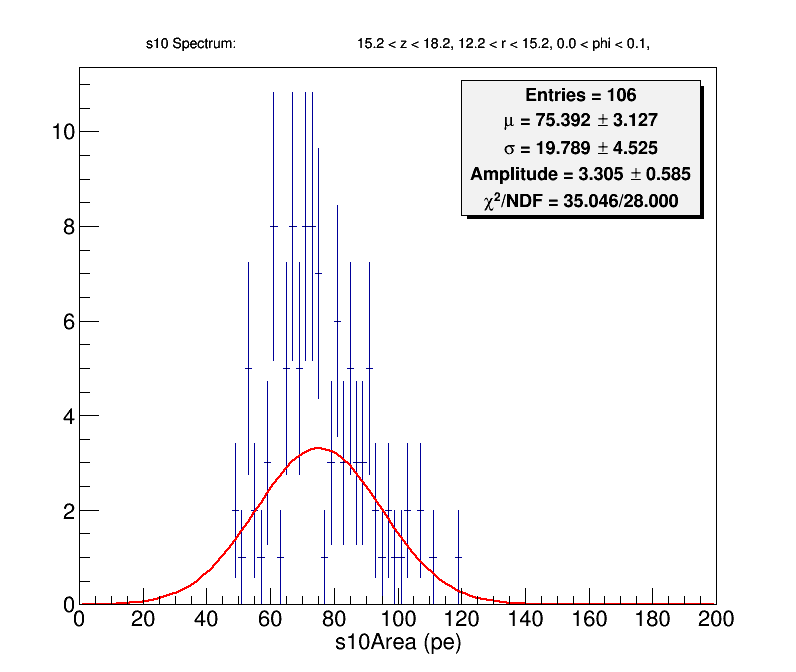 s10 Spectrum: 15.2 < z < 18.2, 12.2 < r < 15.2, 0.0 < phi < 0.1,
Entries = 106
μ = 75.392 ± 3.127
σ = 19.789 ± 4.525
Amplitude = 3.305 ± 0.585
χ²/NDF = 35.046/28.000
10
8
6
4
2
0
0 20 40 60 80 100 120 140 160 180 200
s10Area (pe)